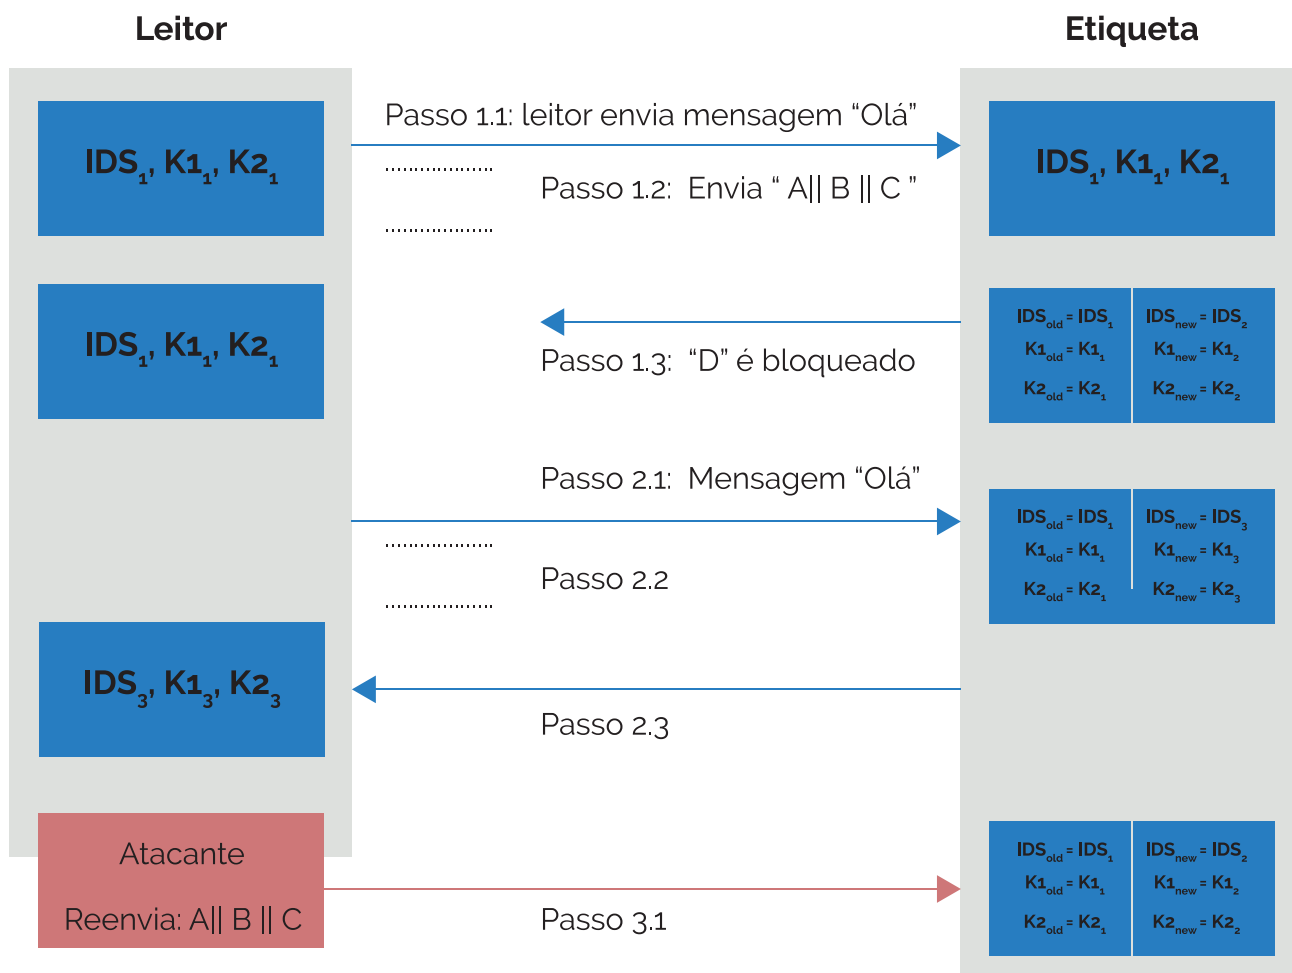 Leitor
Etiqueta
IDS₁, K1₁, K2₁
Passo 1.1: leitor envia mensagem “Olá”
Passo 1.2: Envia “ A|| B || C ”
IDS₁, K1₁, K2₁
IDS₁, K1₁, K2₁
Passo 1.3: “D” é bloqueado
IDSold = IDS₁
K1old = K1₁
K2old = K2₁
IDSnew = IDS₂
K1new = K1₂
K2new = K2₂
Passo 2.1: Mensagem “Olá”
Passo 2.2
IDSold = IDS₁
K1old = K1₁
K2old = K2₁
IDSnew = IDS₃
K1new = K1₃
K2new = K2₃
IDS₃, K1₃, K2₃
Passo 2.3
Atacante
Reenvia: A|| B || C
Passo 3.1
IDSold = IDS₁
K1old = K1₁
K2old = K2₁
IDSnew = IDS₂
K1new = K1₂
K2new = K2₂